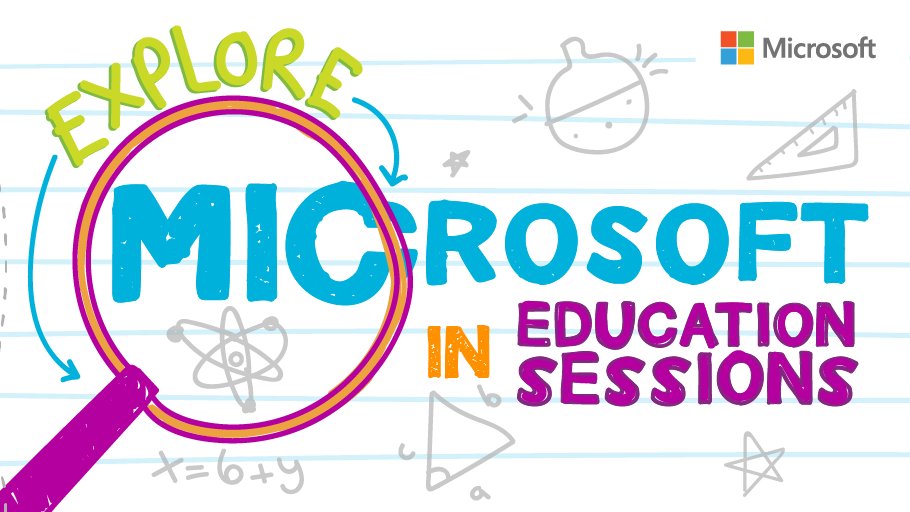 Microsoft
EXPLORE
MICROSOFT
IN EDUCATION
SESSIONS
b
c
a
x=6+y